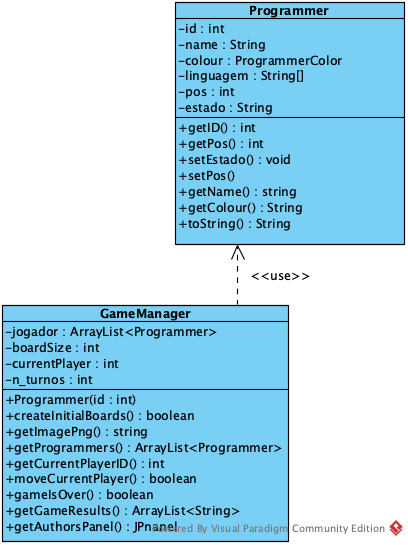 Programmer
-id : int
-name : String
-colour : ProgrammerColor
-linguagem : String[]
-pos : int
-estado : String
+getID() : int
+getPos() : int
+setEstado() : void
+setPos()
+getName() : string
+getColour() : String
+toString() : String
<<use>>
GameManager
-jogador : ArrayList<Programmer>
-boardSize : int
-currentPlayer : int
-n_turnos : int
+Programmer(id : int)
+createInitialBoards() : boolean
+getImagePng() : string
+getProgrammers() : ArrayList<Programmer>
+getCurrentPlayerID() : int
+moveCurrentPlayer() : boolean
+gameIsOver() : boolean
+getGameResults() : ArrayList<String>
+getAuthorsPanel() : JPnanel
Powered By Visual Paradigm Community Edition